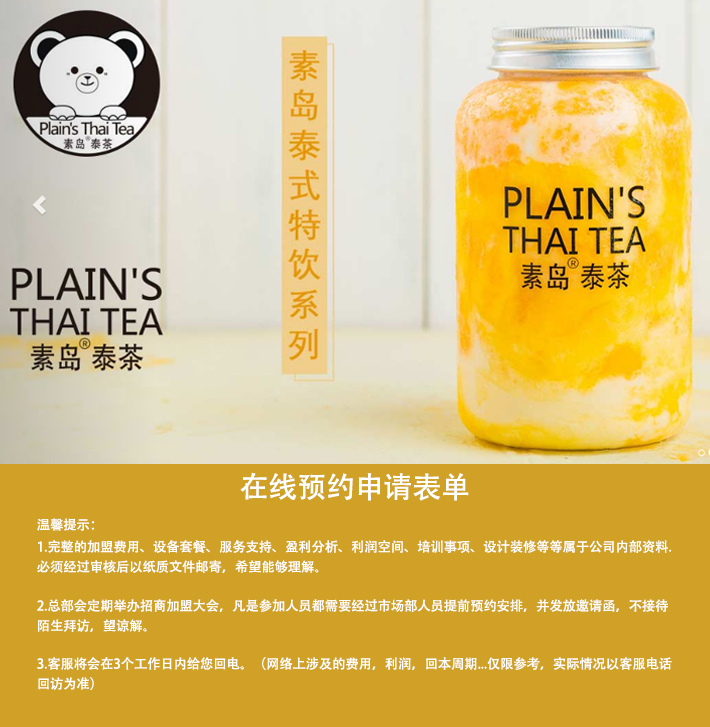 Plain's Thai Tea
素岛®泰茶
素岛泰式特饮系列
PLAIN'S
THAI TEA
素岛®泰茶
PLAIN'S
THAI TEA
素岛®泰茶
在线预约申请表单
温馨提示：
1.完整的加盟费用、设备套餐、服务支持、盈利分析、利润空间、培训事项、设计装修等等属于公司内部资料.
必须经过审核后以纸质文件邮寄，希望能够理解。
2.总部会定期举办招商加盟大会，凡是参加人员都需要经过市场部人员提前预约安排，并发放邀请函，不接待
陌生拜访，望谅解。
3.客服将会在3个工作日内给您回电。（网络上涉及的费用，利润，回本周期...仅限参考，实际情况以客服电话
回访为准）